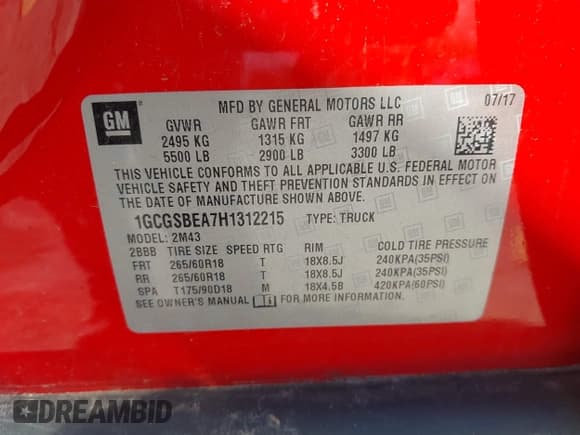 GM
MFD BY GENERAL MOTORS LLC 07/17
GVWR GAWR FRT GAWR RR
2495 KG 1315 KG 1497 KG
5500 LB 2900 LB 3300 LB
THIS VEHICLE CONFORMS TO ALL APPLICABLE U.S. FEDERAL MOTOR
VEHICLE SAFETY AND THEFT PREVENTION STANDARDS IN EFFECT ON
THE DATE OF MANUFACTURE SHOWN ABOVE.
1GCGSBEA7H1312215 TYPE: TRUCK
MODEL: 2M43
2BBB TIRE SIZE SPEED RTG RIM COLD TIRE PRESSURE
FRT 265/60R18 T 18X8.5J 240KPA(35PSI)
RR 265/60R18 T 18X8.5J 240KPA(35PSI)
SPA T175/90D18 M 18X4.5B 420KPA(60PSI)
SEE OWNER'S MANUAL FOR MORE INFORMATION.
DREAMBID